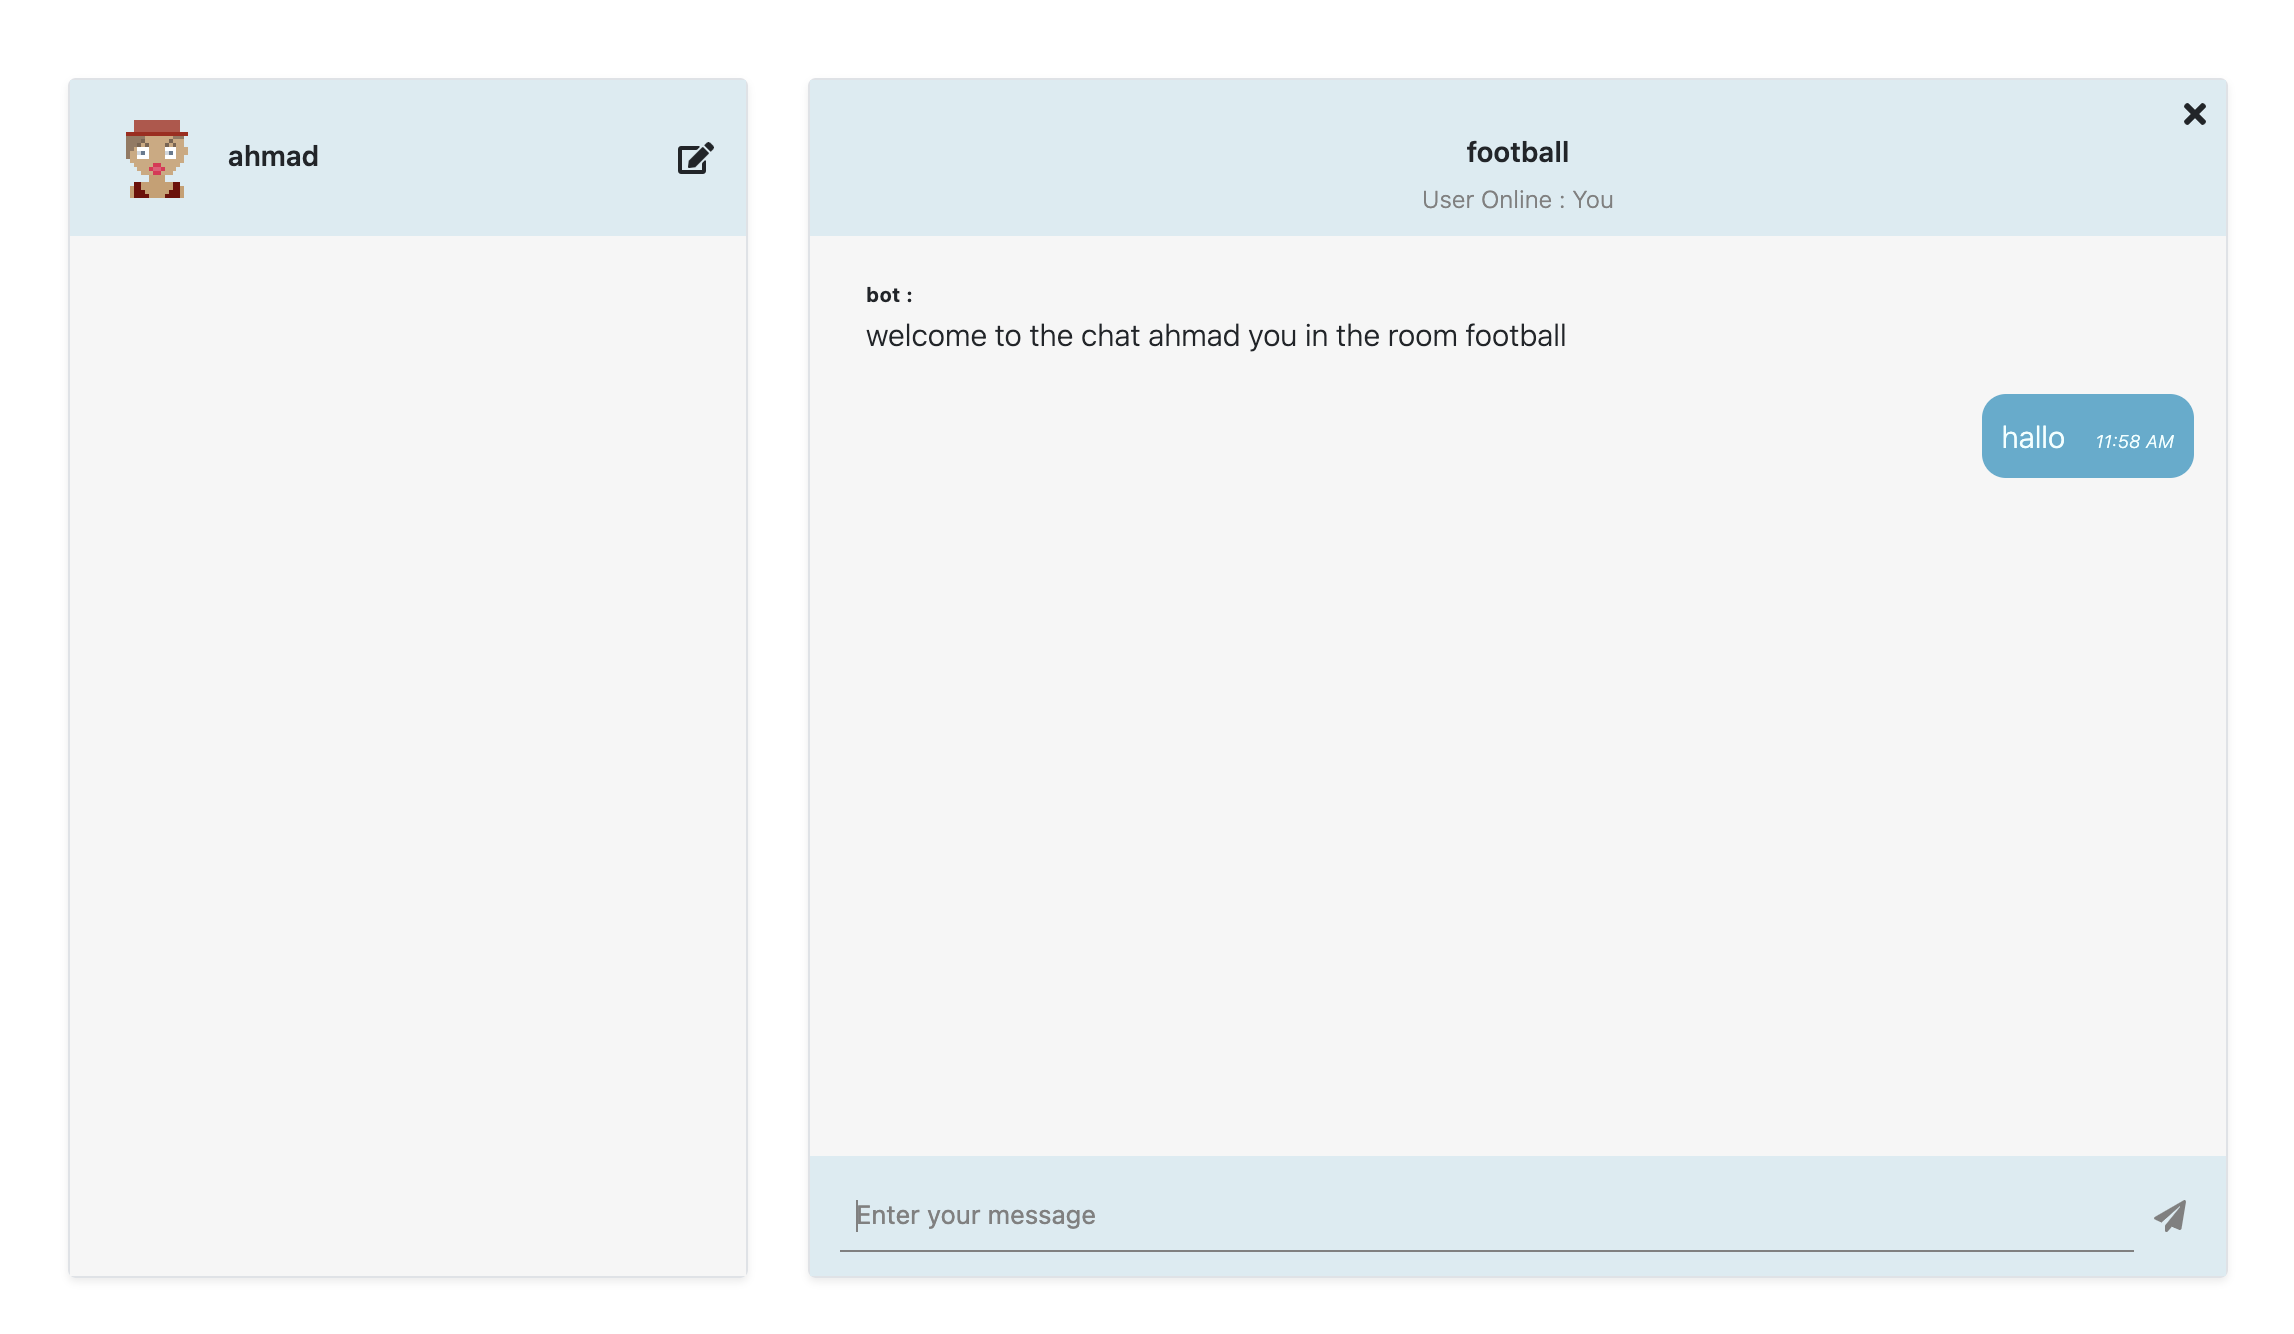 ahmad
football
User Online : You
bot :
welcome to the chat ahmad you in the room football
hallo 11:58 AM
Enter your message